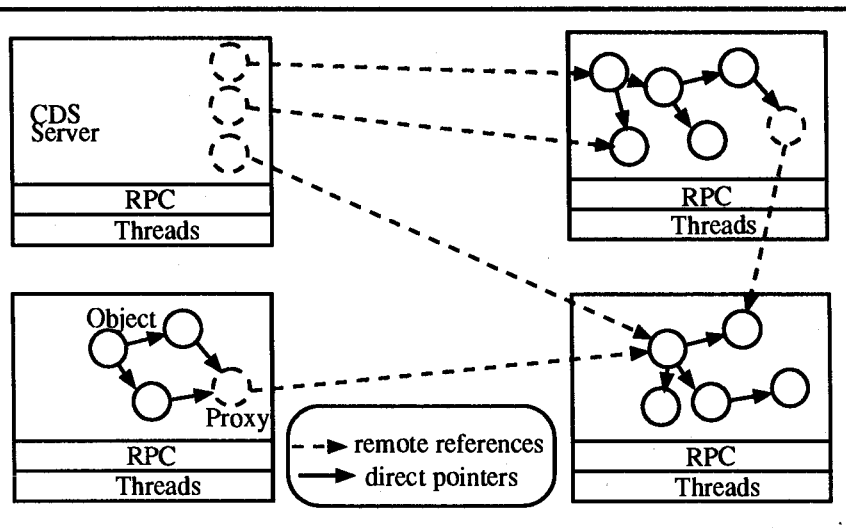 CDS
Server
RPC
Threads
RPC
Threads
Object
Proxy
RPC
Threads
remote references
direct pointers
RPC
Threads